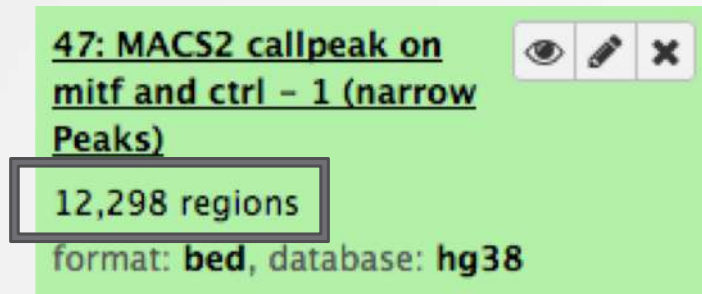 47: MACS2 callpeak on
mitf and ctrl – 1 (narrow
Peaks)
12,298 regions
format: bed, database: hg38